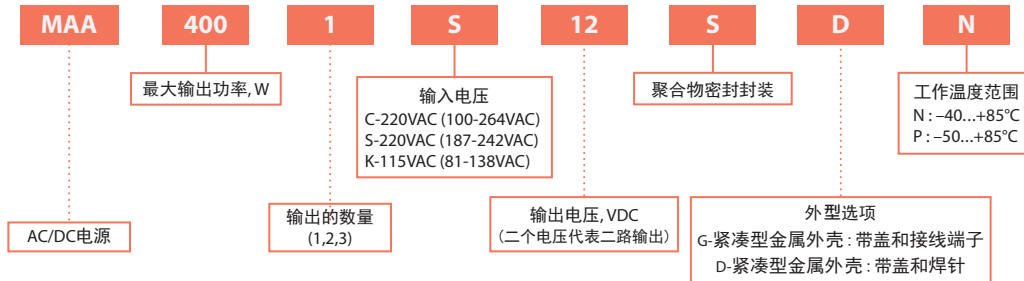 MAA 400 1 S 12 S D N
最大输出功率, W
输入电压
C-220VAC (100-264VAC)
S-220VAC (187-242VAC)
K-115VAC (81-138VAC)
聚合物密封封装
工作温度范围
N : –40...+85°C
P : –50...+85°C
AC/DC电源
输出的数量
(1,2,3)
输出电压, VDC
(二个电压代表二路输出)
外型选项
G-紧凑型金属外壳 : 带盖和接线端子
D-紧凑型金属外壳 : 带盖和焊针